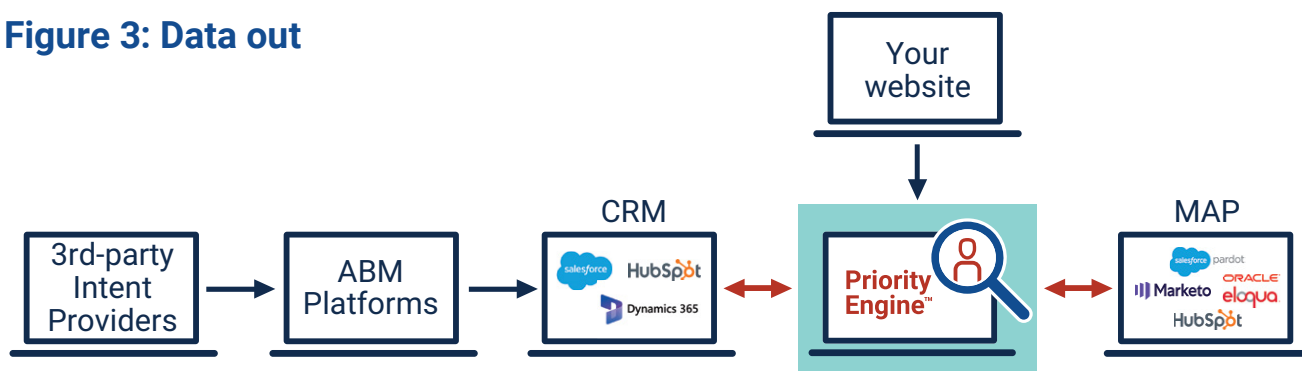 Figure 3: Data out
Your
website
CRM
MAP
3rd-party
Intent
Providers
ABM
Platforms
salesforce
HubSpot
Dynamics 365
Priority
Engine™
salesforce pardot
Marketo
ORACLE
eloqua
HubSpot